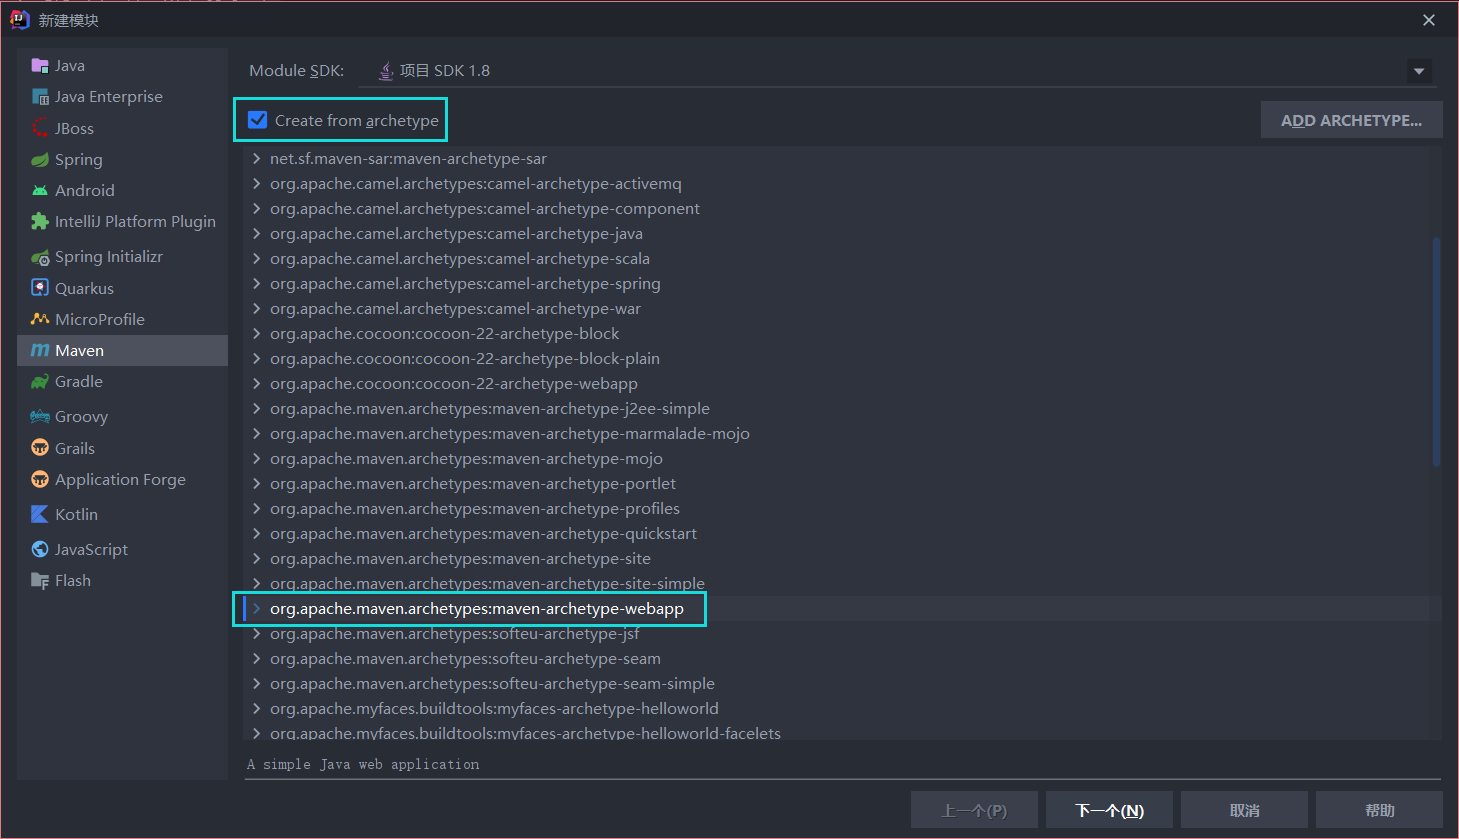 新建模块
Java
Java Enterprise
JBoss
Spring
Android
IntelliJ Platform Plugin
Spring Initializr
Quarkus
MicroProfile
Maven
Gradle
Groovy
Grails
Application Forge
Kotlin
JavaScript
Flash
Module SDK: 项目 SDK 1.8
Create from archetype
ADD ARCHETYPE...
net.sf.maven-sar:maven-archetype-sar
org.apache.camel.archetypes:camel-archetype-activemq
org.apache.camel.archetypes:camel-archetype-component
org.apache.camel.archetypes:camel-archetype-java
org.apache.camel.archetypes:camel-archetype-scala
org.apache.camel.archetypes:camel-archetype-spring
org.apache.camel.archetypes:camel-archetype-war
org.apache.cocoon:cocoon-22-archetype-block
org.apache.cocoon:cocoon-22-archetype-block-plain
org.apache.cocoon:cocoon-22-archetype-webapp
org.apache.maven.archetypes:maven-archetype-j2ee-simple
org.apache.maven.archetypes:maven-archetype-marmalade-mojo
org.apache.maven.archetypes:maven-archetype-mojo
org.apache.maven.archetypes:maven-archetype-portlet
org.apache.maven.archetypes:maven-archetype-profiles
org.apache.maven.archetypes:maven-archetype-quickstart
org.apache.maven.archetypes:maven-archetype-site
org.apache.maven.archetypes:maven-archetype-site-simple
org.apache.maven.archetypes:maven-archetype-webapp
org.apache.maven.archetypes:softeu-archetype-jsf
org.apache.maven.archetypes:softeu-archetype-seam
org.apache.maven.archetypes:softeu-archetype-seam-simple
org.apache.myfaces.buildtools:myfaces-archetype-helloworld
org.apache.myfaces.buildtools:myfaces-archetype-helloworld-facelets
A simple Java web application
上一个(P)
下一个(N)
取消
帮助